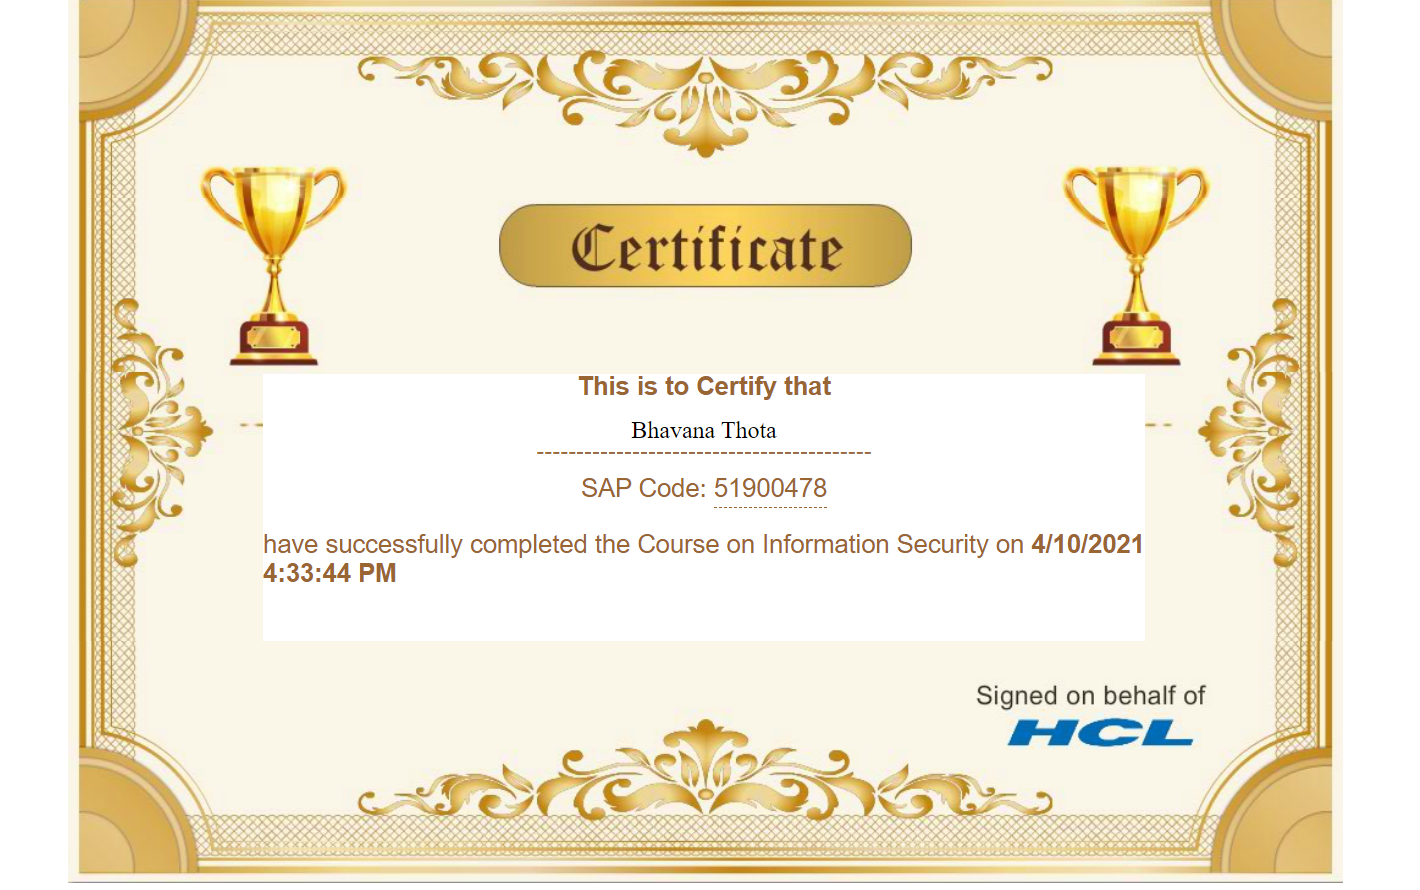 Certificate
This is to Certify that
Bhavana Thota
SAP Code: 51900478
have successfully completed the Course on Information Security on 4/10/2021
4:33:44 PM
Signed on behalf of
HCL